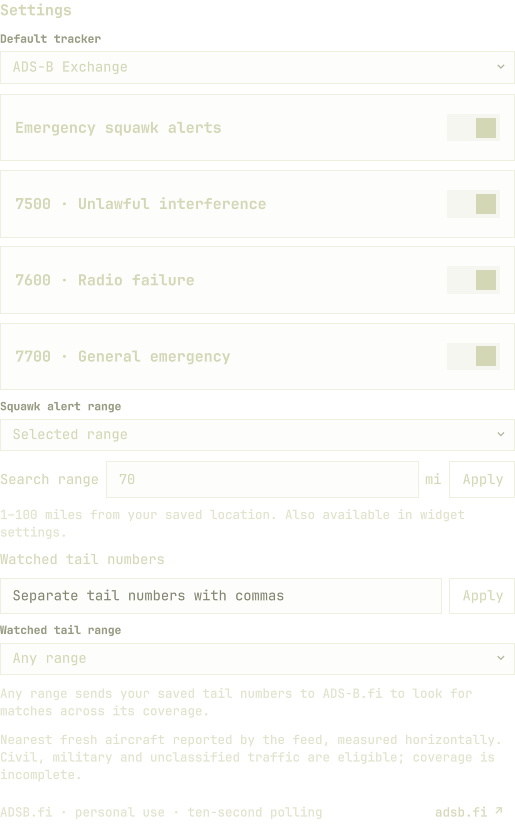 Settings
Default tracker
ADS-B Exchange
Emergency squawk alerts
7500 · Unlawful interference
7600 · Radio failure
7700 · General emergency
Squawk alert range
Selected range
Search range 70 mi Apply
1–100 miles from your saved location. Also available in widget
settings.
Watched tail numbers
Separate tail numbers with commas Apply
Watched tail range
Any range
Any range sends your saved tail numbers to ADS-B.fi to look for
matches across its coverage.
Nearest fresh aircraft reported by the feed, measured horizontally.
Civil, military and unclassified traffic are eligible; coverage is
incomplete.
ADSB.fi · personal use · ten-second polling adsb.fi ↗